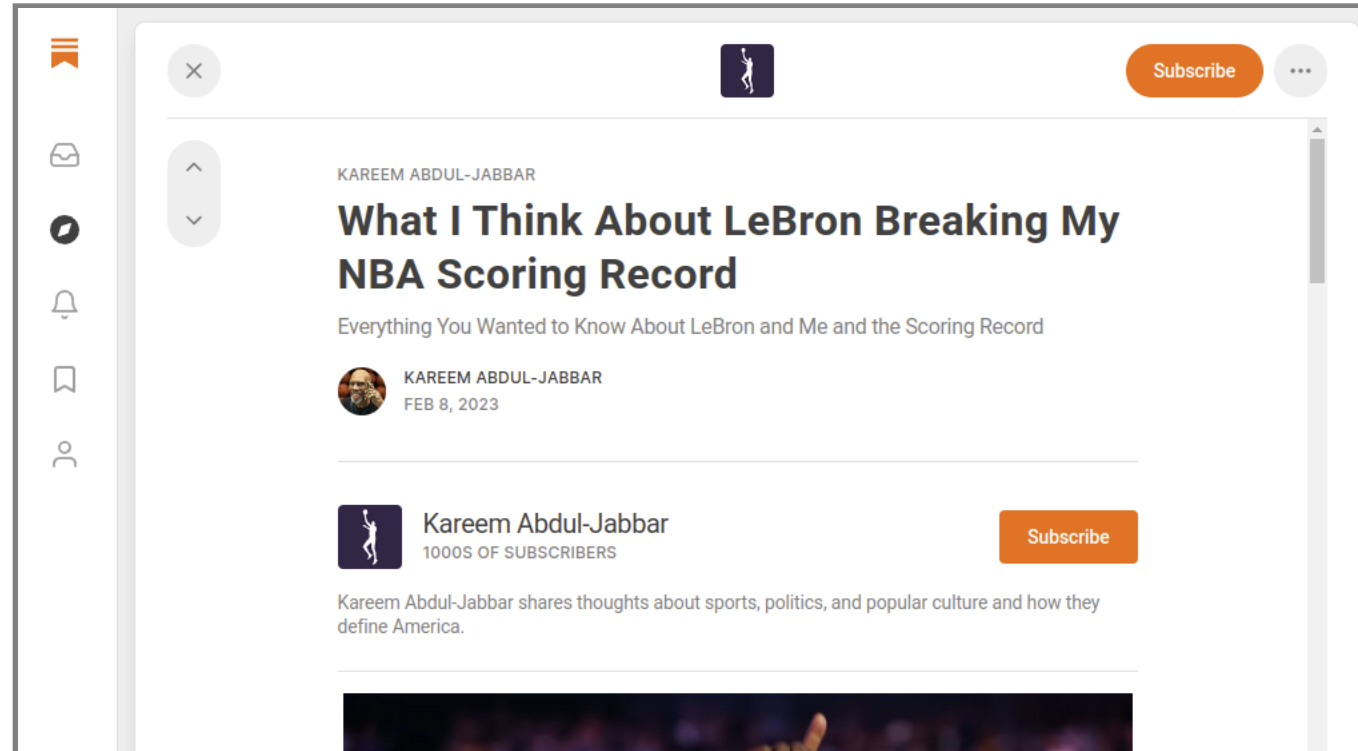 Subscribe
KAREEM ABDUL-JABBAR
What I Think About LeBron Breaking My
NBA Scoring Record
Everything You Wanted to Know About LeBron and Me and the Scoring Record
KAREEM ABDUL-JABBAR
FEB 8, 2023
Kareem Abdul-Jabbar
1000S OF SUBSCRIBERS
Subscribe
Kareem Abdul-Jabbar shares thoughts about sports, politics, and popular culture and how they
define America.